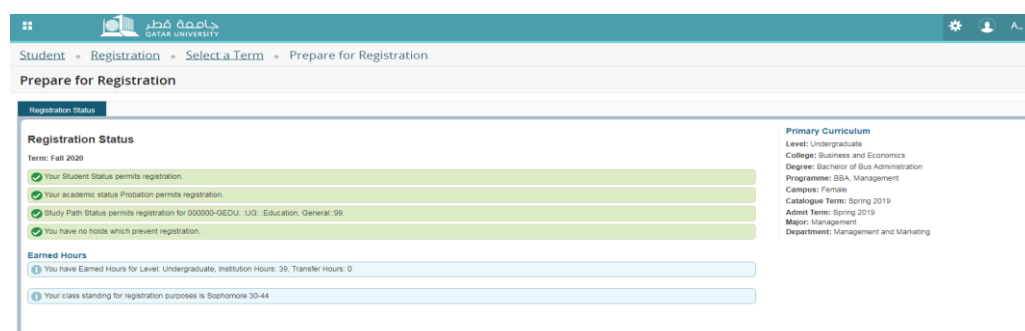 جامعة قطر
QATAR UNIVERSITY
A..
Student • Registration • Select a Term • Prepare for Registration
Prepare for Registration
Registration Status
Registration Status
Term: Fall 2020
Your Student Status permits registration.
Your academic status Probation permits registration.
Study Path Status permits registration for 000000-GEDU: :UG: :Education, General::99.
You have no holds which prevent registration.
Earned Hours
You have Earned Hours for Level: Undergraduate, Institution Hours: 39, Transfer Hours: 0
Your class standing for registration purposes is Sophomore 30-44
Primary Curriculum
Level: Undergraduate
College: Business and Economics
Degree: Bachelor of Bus Administration
Programme: BBA, Management
Campus: Female
Catalogue Term: Spring 2019
Admit Term: Spring 2019
Major: Management
Department: Management and Marketing